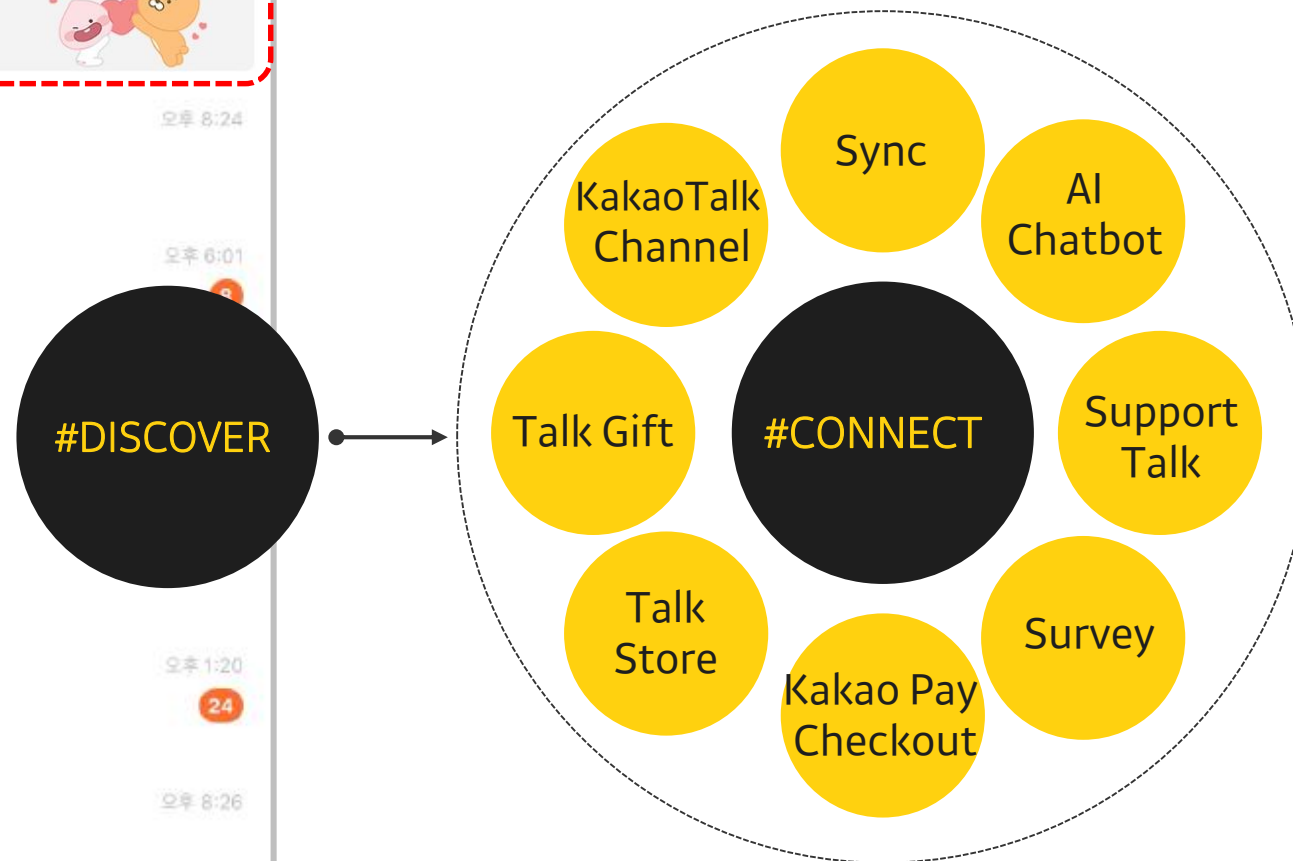 오후 8:24
오후 6:01
#DISCOVER
오후 1:20
24
오후 8:26
Sync
KakaoTalk
Channel
AI
Chatbot
Talk Gift
#CONNECT
Support
Talk
Talk
Store
Survey
Kakao Pay
Checkout